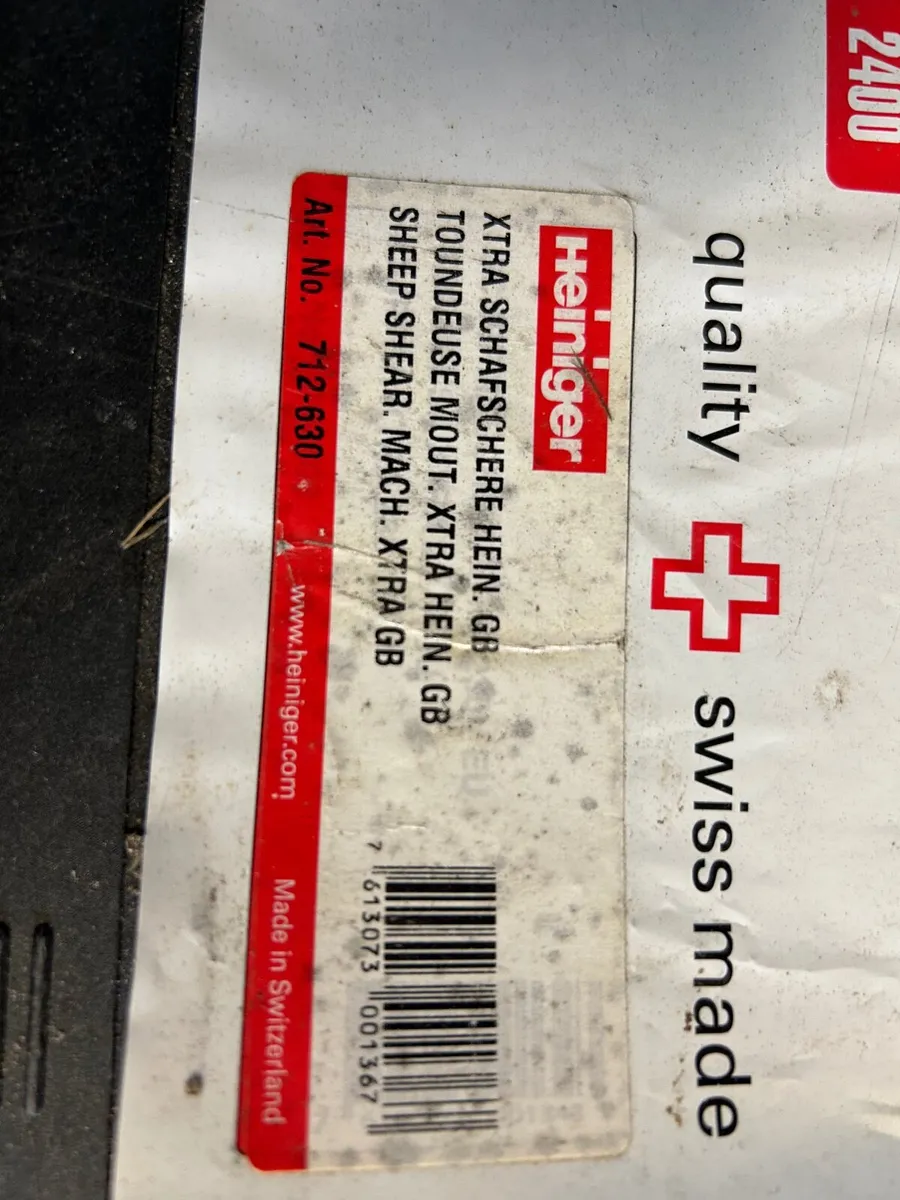 2400
quality swiss made
Heiniger
XTRA SCHAFSCHERE HEIN. GB
TOUNDEUSE MOUT. XTRA HEIN. GB
SHEEP SHEAR. MACH. XTRA GB
7 613073 001367
Art. No. 712-630 www.heiniger.com Made in Switzerland